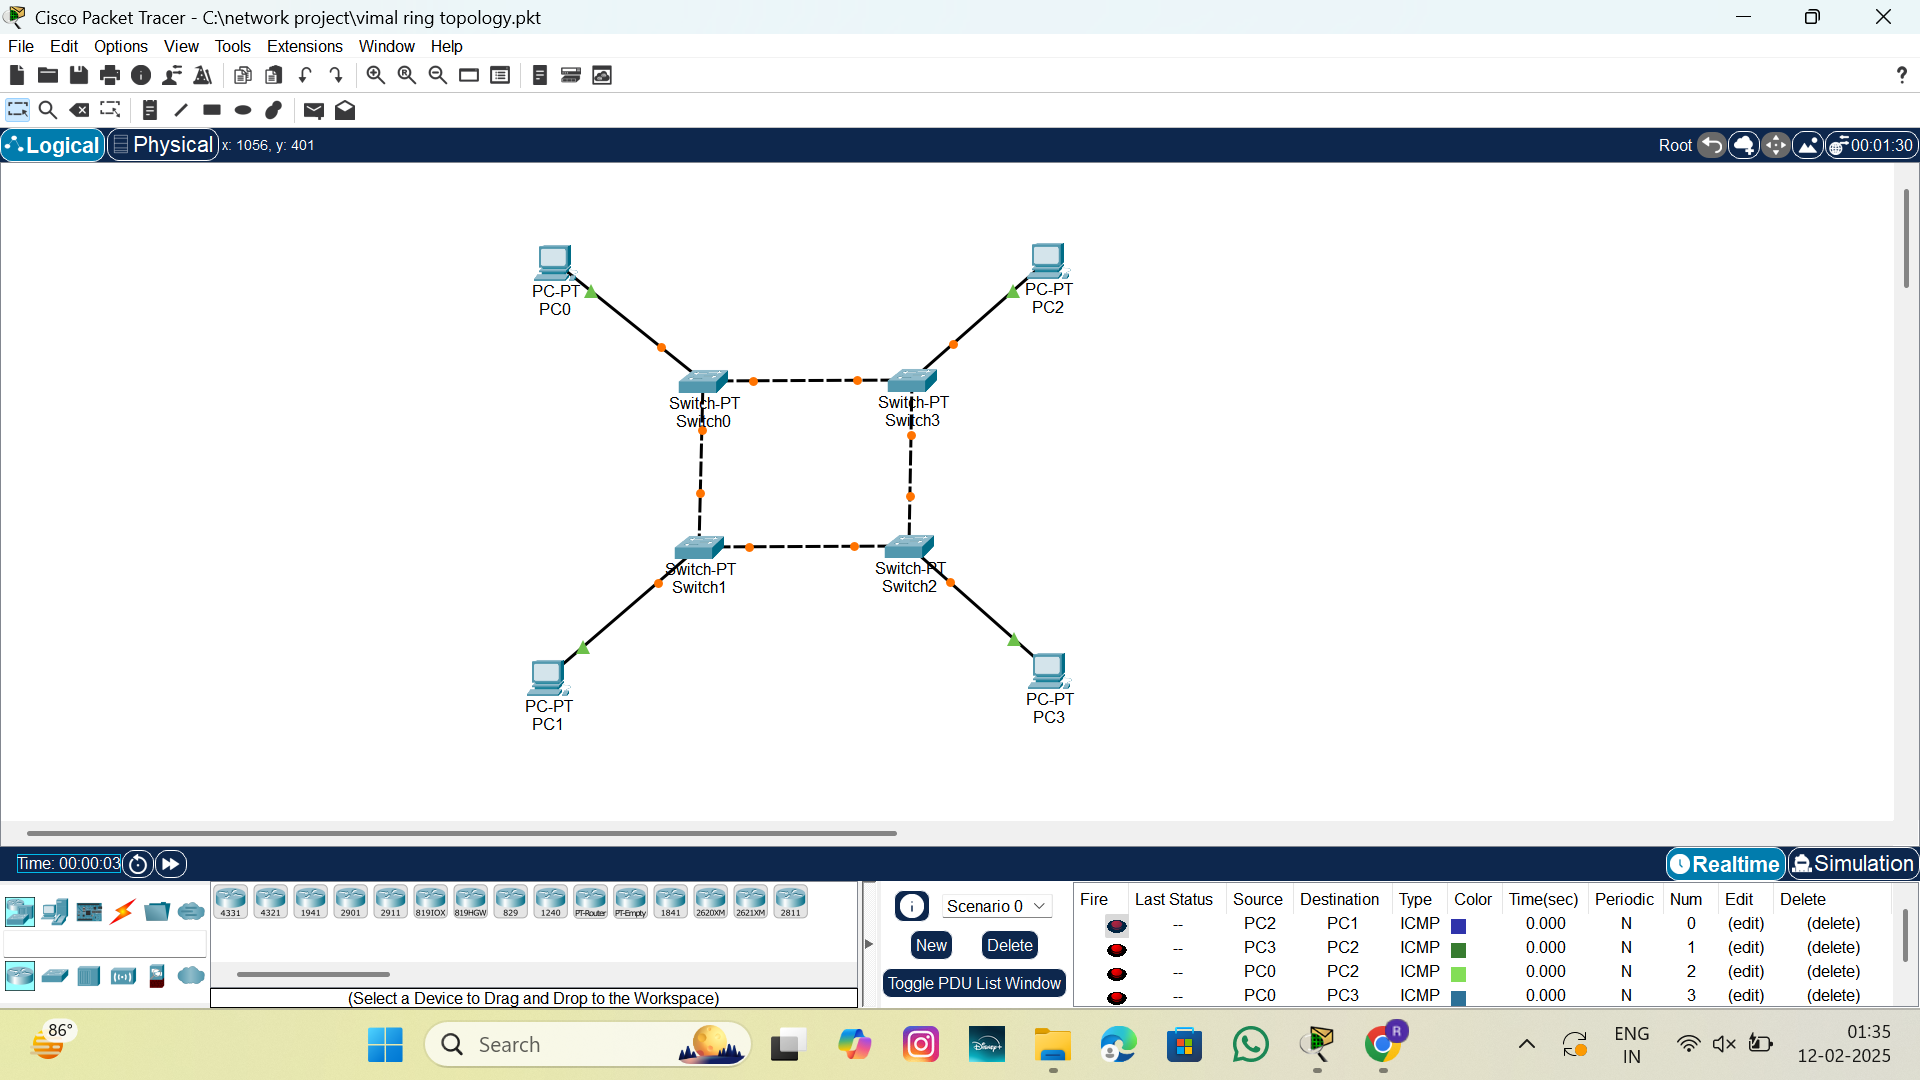 Cisco Packet Tracer - C:\network project\vimal ring topology.pkt
File Edit Options View Tools Extensions Window Help
?
Logical Physical x: 1056, y: 401 Root 00:01:30
PC-PT
PC0
PC-PT
PC2
Switch-PT
Switch0
Switch-PT
Switch3
Switch-PT
Switch1
Switch-PT
Switch2
PC-PT
PC1
PC-PT
PC3
Time: 00:00:03 Realtime Simulation
4331 4321 1941 2901 2911 819IOX 819HGW 829 1240 PT-Router PT-Empty 1841 2620XM 2621XM 2811
(Select a Device to Drag and Drop to the Workspace)
Scenario 0
New Delete
Toggle PDU List Window
Fire Last Status Source Destination Type Color Time(sec) Periodic Num Edit Delete
-- PC2 PC1 ICMP 0.000 N 0 (edit) (delete)
-- PC3 PC2 ICMP 0.000 N 1 (edit) (delete)
-- PC0 PC2 ICMP 0.000 N 2 (edit) (delete)
-- PC0 PC3 ICMP 0.000 N 3 (edit) (delete)
86°
Search
Disney+
R
ENG
IN
01:35
12-02-2025